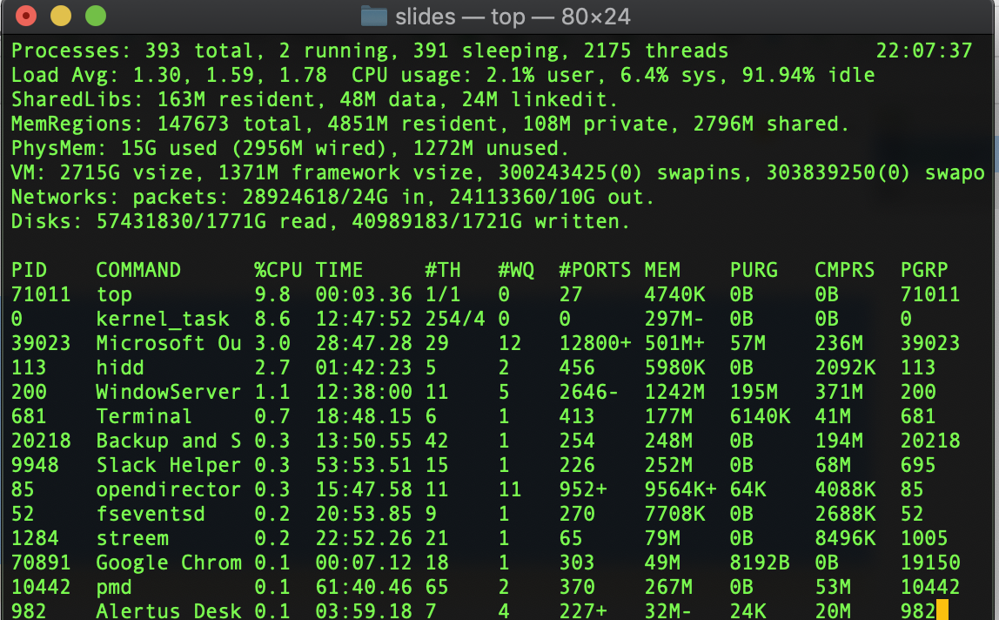 slides — top — 80×24
Processes: 393 total, 2 running, 391 sleeping, 2175 threads 22:07:37
Load Avg: 1.30, 1.59, 1.78 CPU usage: 2.1% user, 6.4% sys, 91.94% idle
SharedLibs: 163M resident, 48M data, 24M linkedit.
MemRegions: 147673 total, 4851M resident, 108M private, 2796M shared.
PhysMem: 15G used (2956M wired), 1272M unused.
VM: 2715G vsize, 1371M framework vsize, 300243425(0) swapins, 303839250(0) swapo
Networks: packets: 28924618/24G in, 24113360/10G out.
Disks: 57431830/1771G read, 40989183/1721G written.
PID COMMAND %CPU TIME #TH #WQ #PORTS MEM PURG CMPRS PGRP
71011 top 9.8 00:03.36 1/1 0 27 4740K 0B 0B 71011
0 kernel_task 8.6 12:47:52 254/4 0 0 297M- 0B 0B 0
39023 Microsoft Ou 3.0 28:47.28 29 12 12800+ 501M+ 57M 236M 39023
113 hidd 2.7 01:42:23 5 2 456 5980K 0B 2092K 113
200 WindowServer 1.1 12:38:00 11 5 2646- 1242M 195M 371M 200
681 Terminal 0.7 18:48.15 6 1 413 177M 6140K 41M 681
20218 Backup and S 0.3 13:50.55 42 1 254 248M 0B 194M 20218
9948 Slack Helper 0.3 53:53.51 15 1 226 252M 0B 68M 695
85 opendirector 0.3 15:47.58 11 11 952+ 9564K+ 64K 4088K 85
52 fseventsd 0.2 20:53.85 9 1 270 7708K 0B 2688K 52
1284 streem 0.2 22:52.26 21 1 65 79M 0B 8496K 1005
70891 Google Chrom 0.1 00:07.12 18 1 303 49M 8192B 0B 19150
10442 pmd 0.1 61:40.46 65 2 370 267M 0B 53M 10442
982 Alertus Desk 0.1 03:59.18 7 4 227+ 32M- 24K 20M 982